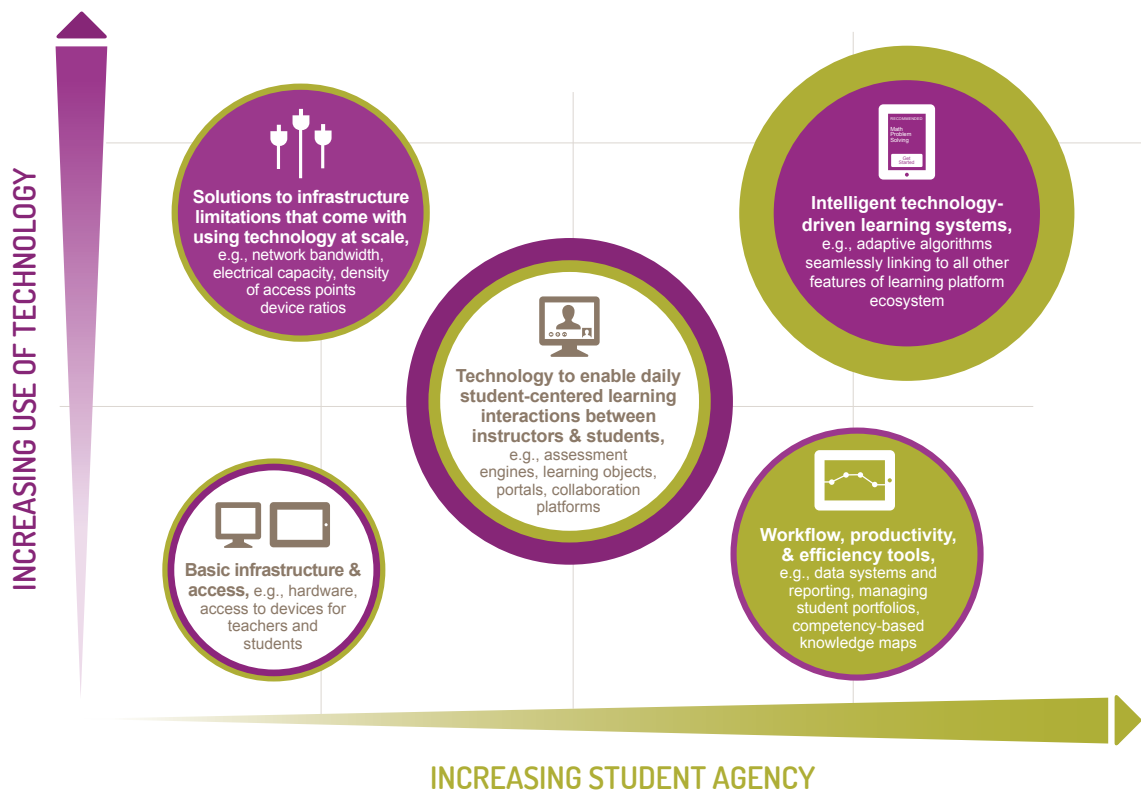 INCREASING USE OF TECHNOLOGY
Solutions to infrastructure
limitations that come with
using technology at scale,
e.g., network bandwidth,
electrical capacity, density
of access points
device ratios
RECOMMENDED
Math
Problem
Solving
Get
Started
Intelligent technology-
driven learning systems,
e.g., adaptive algorithms
seamlessly linking to all other
features of learning platform
ecosystem
Technology to enable daily
student-centered learning
interactions between
instructors & students,
e.g., assessment
engines, learning objects,
portals, collaboration
platforms
Basic infrastructure &
access, e.g., hardware,
access to devices for
teachers and
students
Workflow, productivity,
& efficiency tools,
e.g., data systems and
reporting, managing
student portfolios,
competency-based
knowledge maps
INCREASING STUDENT AGENCY